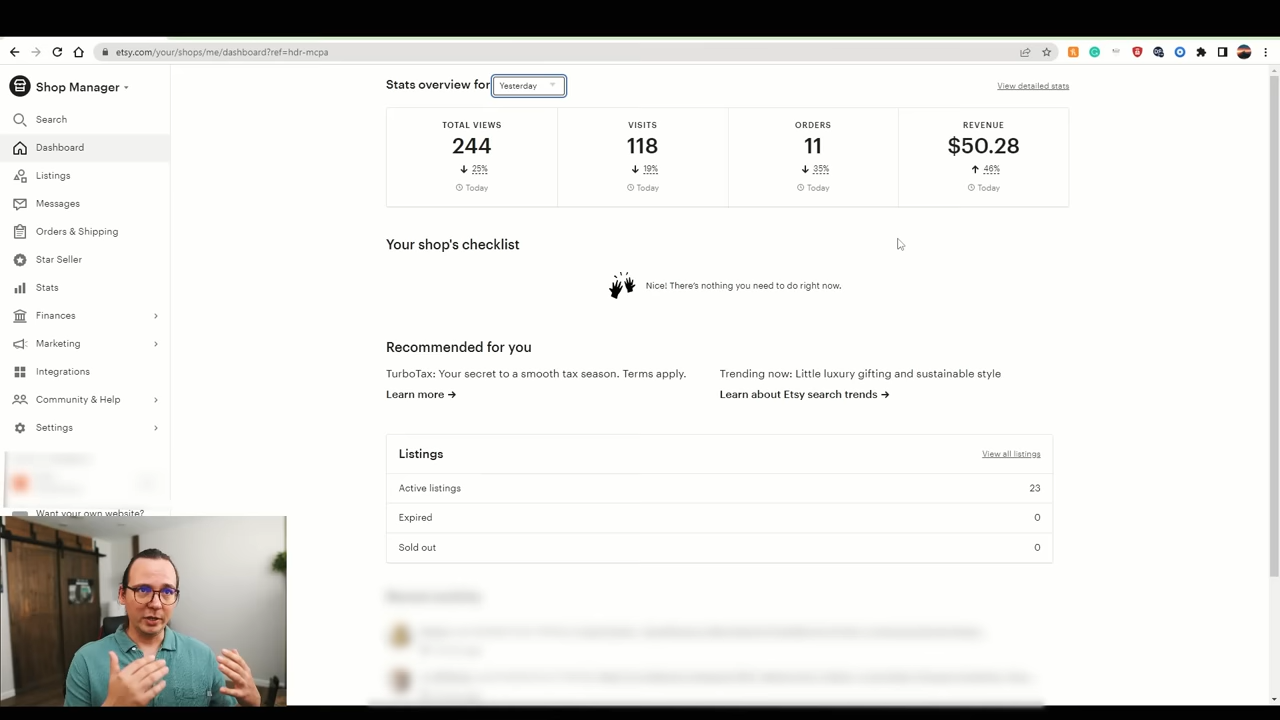 etsy.com/your/shops/me/dashboard?ref=hdr-mcpa
Shop Manager
Search
Dashboard
Listings
Messages
Orders & Shipping
Star Seller
Stats
Finances
Marketing
Integrations
Community & Help
Settings
Want your own website?
Stats overview for Yesterday
View detailed stats
TOTAL VIEWS
244
25%
Today
VISITS
118
19%
Today
ORDERS
11
35%
Today
REVENUE
$50.28
46%
Today
Your shop's checklist
Nice! There's nothing you need to do right now.
Recommended for you
TurboTax: Your secret to a smooth tax season. Terms apply.
Learn more →
Trending now: Little luxury gifting and sustainable style
Learn about Etsy search trends →
Listings
View all listings
Active listings 23
Expired 0
Sold out 0